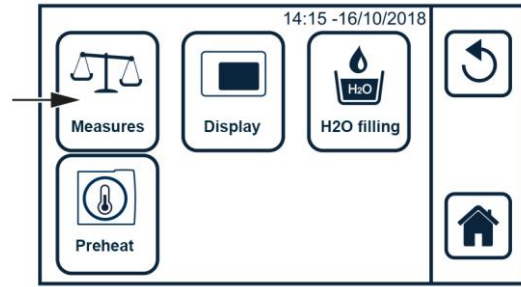 14:15 -16/10/2018
Measures
Display
H2O
H2O filling
Preheat